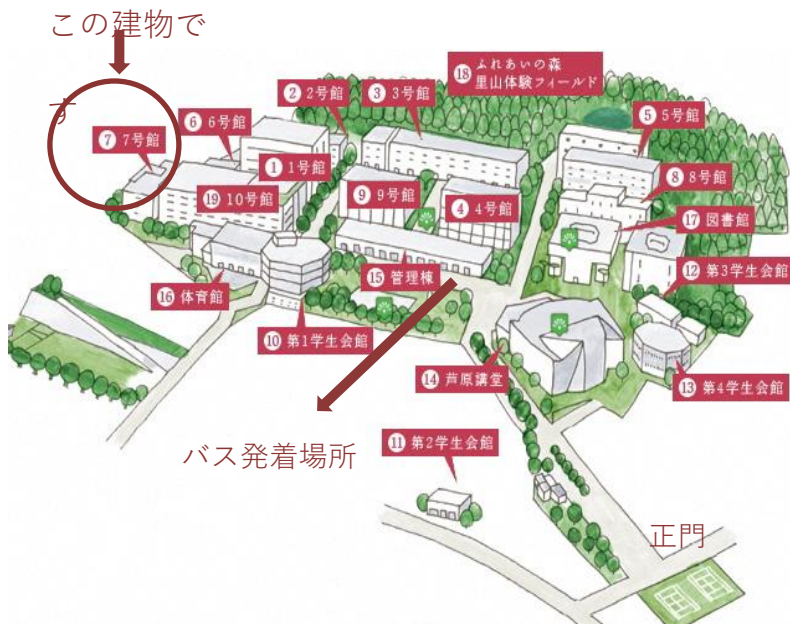 この建物で
す
⑱ ふれあいの森
里山体験フィールド
② 2号館
③ 3号館
⑤ 5号館
⑥ 6号館
⑦ 7号館
① 1号館
⑧ 8号館
⑲ 10号館
⑨ 9号館
④ 4号館
⑰ 図書館
⑮ 管理棟
⑫ 第3学生会館
⑯ 体育館
⑩ 第1学生会館
⑭ 芦原講堂
⑬ 第4学生会館
バス発着場所
⑪ 第2学生会館
正門